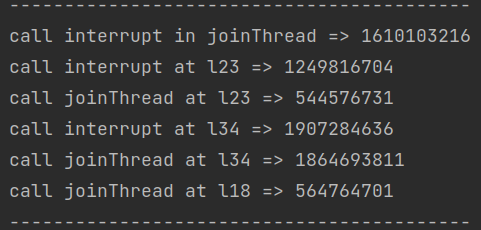 -------------------------------------------
call interrupt in joinThread => 1610103216
call interrupt at l23 => 1249816704
call joinThread at l23 => 544576731
call interrupt at l34 => 1907284636
call joinThread at l34 => 1864693811
call joinThread at l18 => 564764701
-------------------------------------------